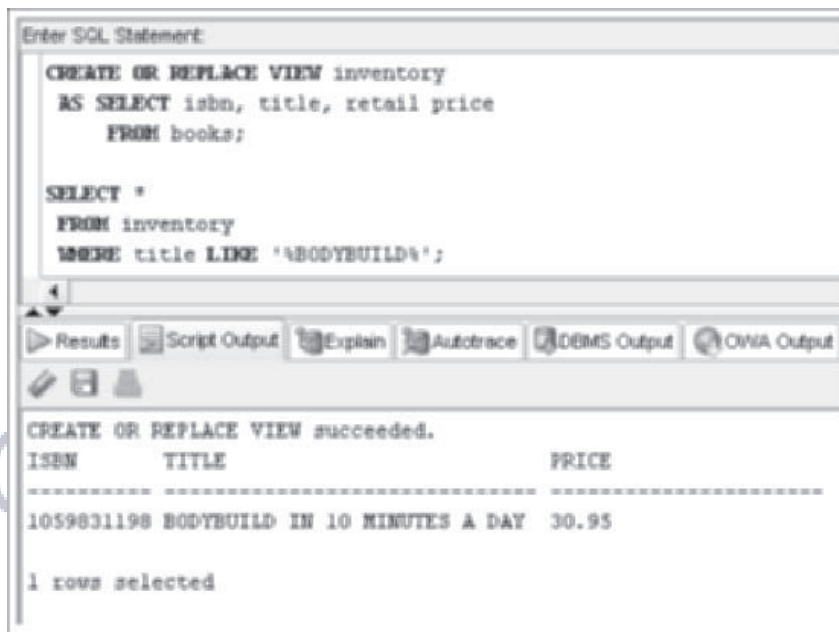 Enter SQL Statement:
CREATE OR REPLACE VIEW inventory
AS SELECT isbn, title, retail price
FROM books;
SELECT *
FROM inventory
WHERE title LIKE '%BODYBUILD%';
Results Script Output Explain Autotrace DBMS Output OWA Output
CREATE OR REPLACE VIEW succeeded.
ISBN TITLE PRICE
---------- ------------------------------ ----------------------
1059831198 BODYBUILD IN 10 MINUTES A DAY 30.95
1 rows selected